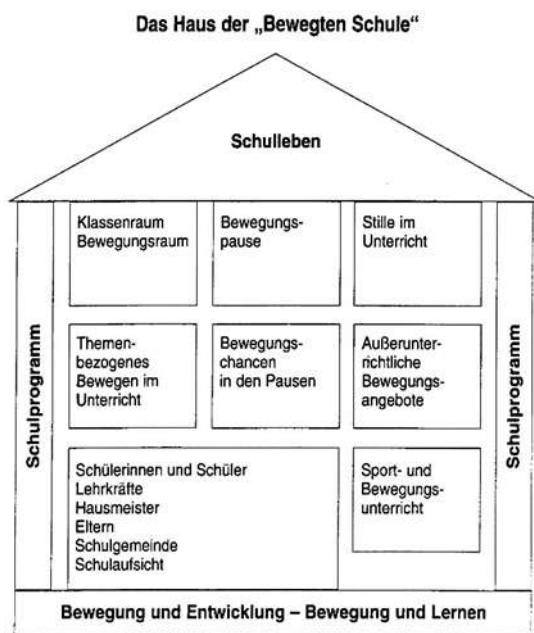 Das Haus der „Bewegten Schule“
Schulleben
Schulprogramm
Klassenraum
Bewegungsraum
Bewegungs-
pause
Stille im
Unterricht
Themen-
bezogenes
Bewegen im
Unterricht
Bewegungs-
chancen
in den Pausen
Außerunter-
richtliche
Bewegungs-
angebote
Schülerinnen und Schüler
Lehrkräfte
Hausmeister
Eltern
Schulgemeinde
Schulaufsicht
Sport- und
Bewegungs-
unterricht
Schulprogramm
Bewegung und Entwicklung – Bewegung und Lernen